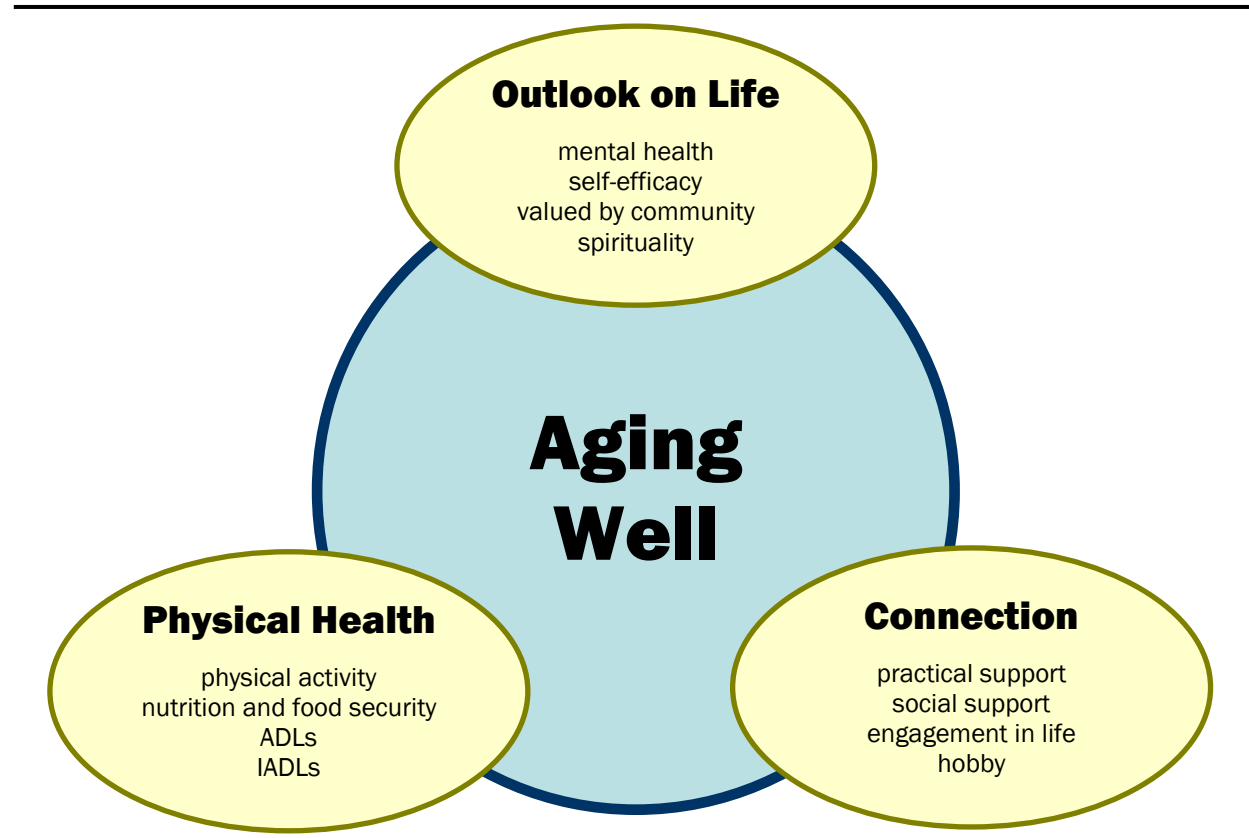 Outlook on Life
mental health
self-efficacy
valued by community
spirituality
Aging
Well
Physical Health
physical activity
nutrition and food security
ADLs
IADLs
Connection
practical support
social support
engagement in life
hobby